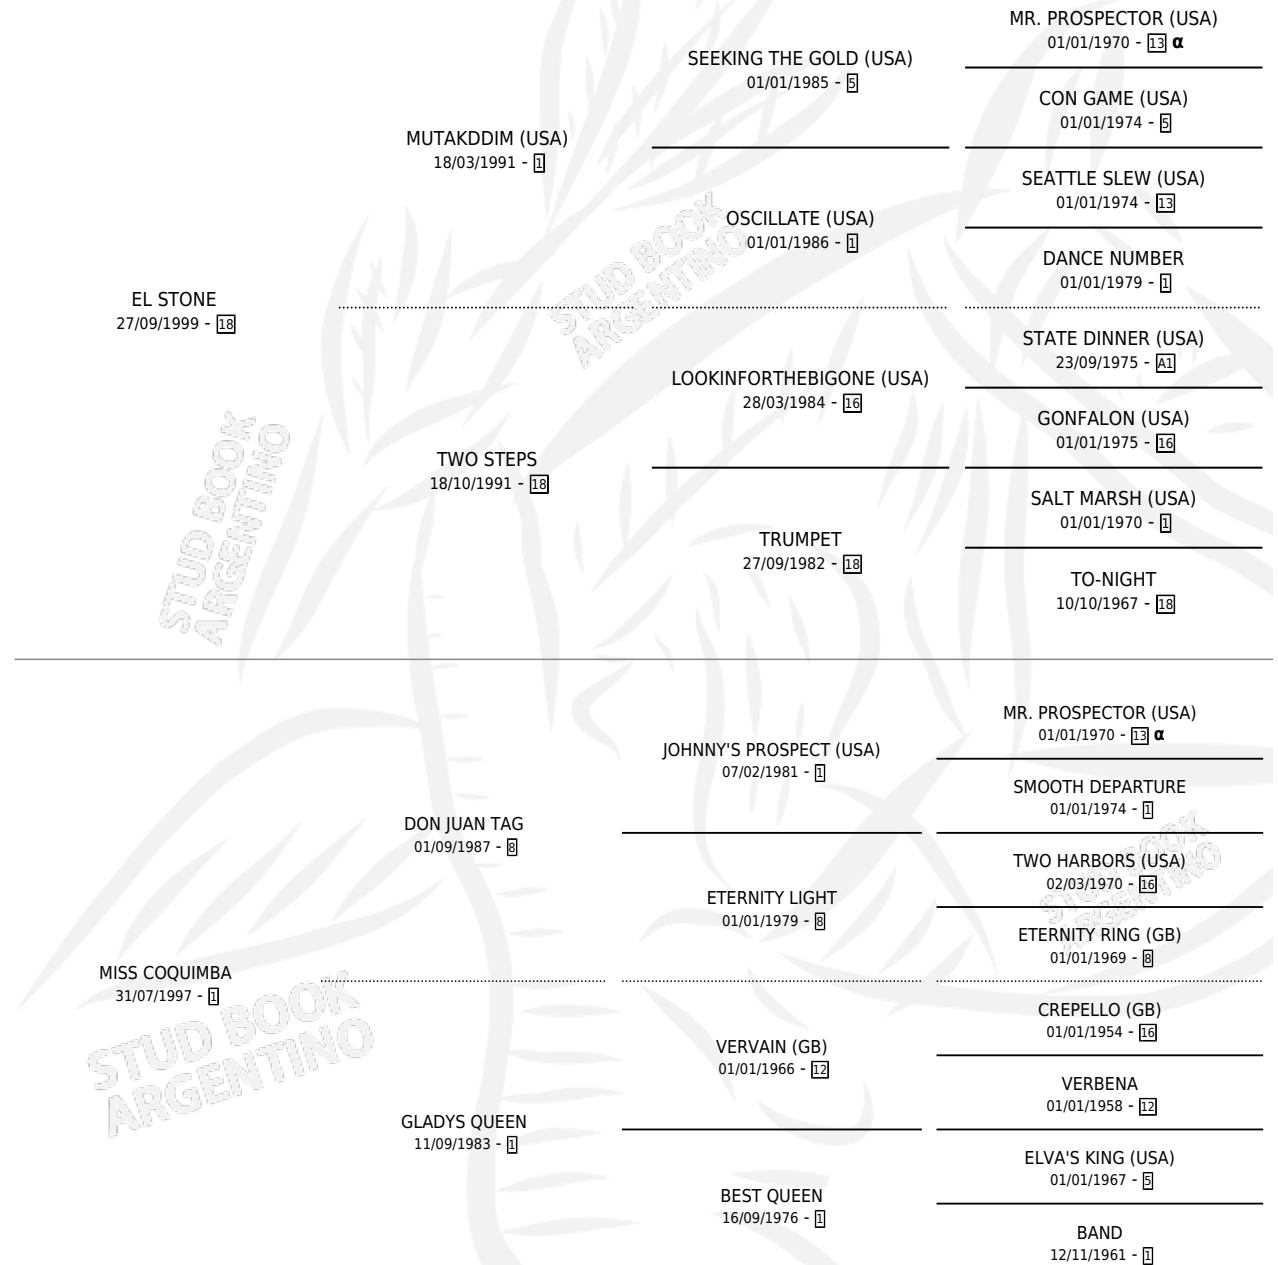 MR. PROSPECTOR (USA)
01/01/1970 - 13 α
SEEKING THE GOLD (USA)
01/01/1985 - 5
CON GAME (USA)
01/01/1974 - 5
MUTAKDDIM (USA)
18/03/1991 - 1
SEATTLE SLEW (USA)
01/01/1974 - 13
OSCILLATE (USA)
01/01/1986 - 1
DANCE NUMBER
01/01/1979 - 1
EL STONE
27/09/1999 - 18
STATE DINNER (USA)
23/09/1975 - A1
LOOKINFORTHEBIGONE (USA)
28/03/1984 - 16
GONFALON (USA)
01/01/1975 - 16
TWO STEPS
18/10/1991 - 18
SALT MARSH (USA)
01/01/1970 - 1
TRUMPET
27/09/1982 - 18
TO-NIGHT
10/10/1967 - 18
STUD BOOK
ARGENTINO
STUD BOOK
ARGENTINO
MR. PROSPECTOR (USA)
01/01/1970 - 13 α
JOHNNY'S PROSPECT (USA)
07/02/1981 - 1
SMOOTH DEPARTURE
01/01/1974 - 1
DON JUAN TAG
01/09/1987 - 8
TWO HARBORS (USA)
02/03/1970 - 16
ETERNITY LIGHT
01/01/1979 - 8
ETERNITY RING (GB)
01/01/1969 - 8
MISS COQUIMBA
31/07/1997 - 1
CREPELLO (GB)
01/01/1954 - 16
VERVAIN (GB)
01/01/1966 - 12
VERBENA
01/01/1958 - 12
GLADYS QUEEN
11/09/1983 - 1
ELVA'S KING (USA)
01/01/1967 - 5
BEST QUEEN
16/09/1976 - 1
BAND
12/11/1961 - 1
STUD BOOK
ARGENTINO
STUD BOOK
ARGENTINO